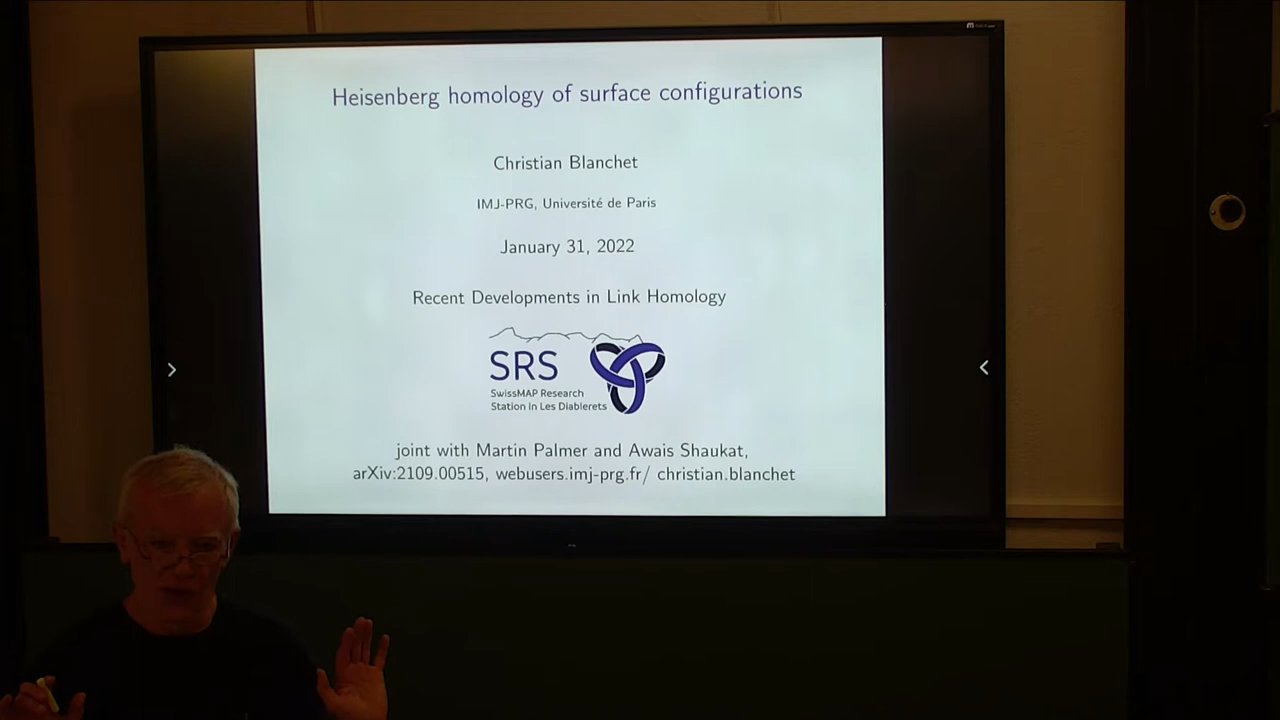 Heisenberg homology of surface configurations
Christian Blanchet
IMJ-PRG, Université de Paris
January 31, 2022
Recent Developments in Link Homology
SRS
SwissMAP Research
Station in Les Diablerets
joint with Martin Palmer and Awais Shaukat,
arXiv:2109.00515, webusers.imj-prg.fr/ christian.blanchet